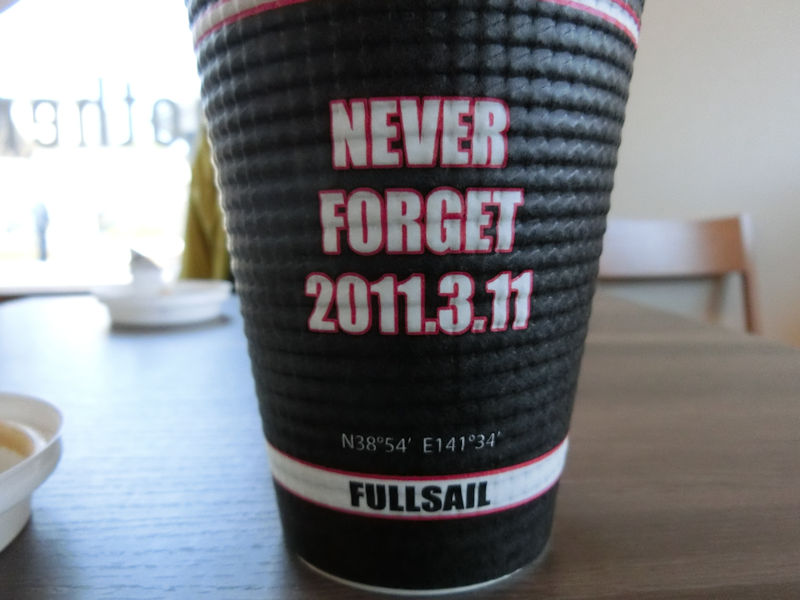 NEVER
FORGET
2011.3.11
N38°54' E141°34'
FULLSAIL